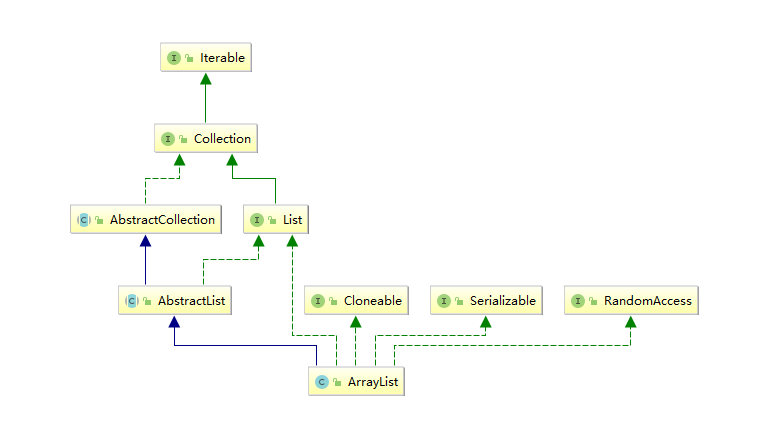 I Iterable
I Collection
C AbstractCollection
I List
C AbstractList
I Cloneable
I Serializable
I RandomAccess
C ArrayList